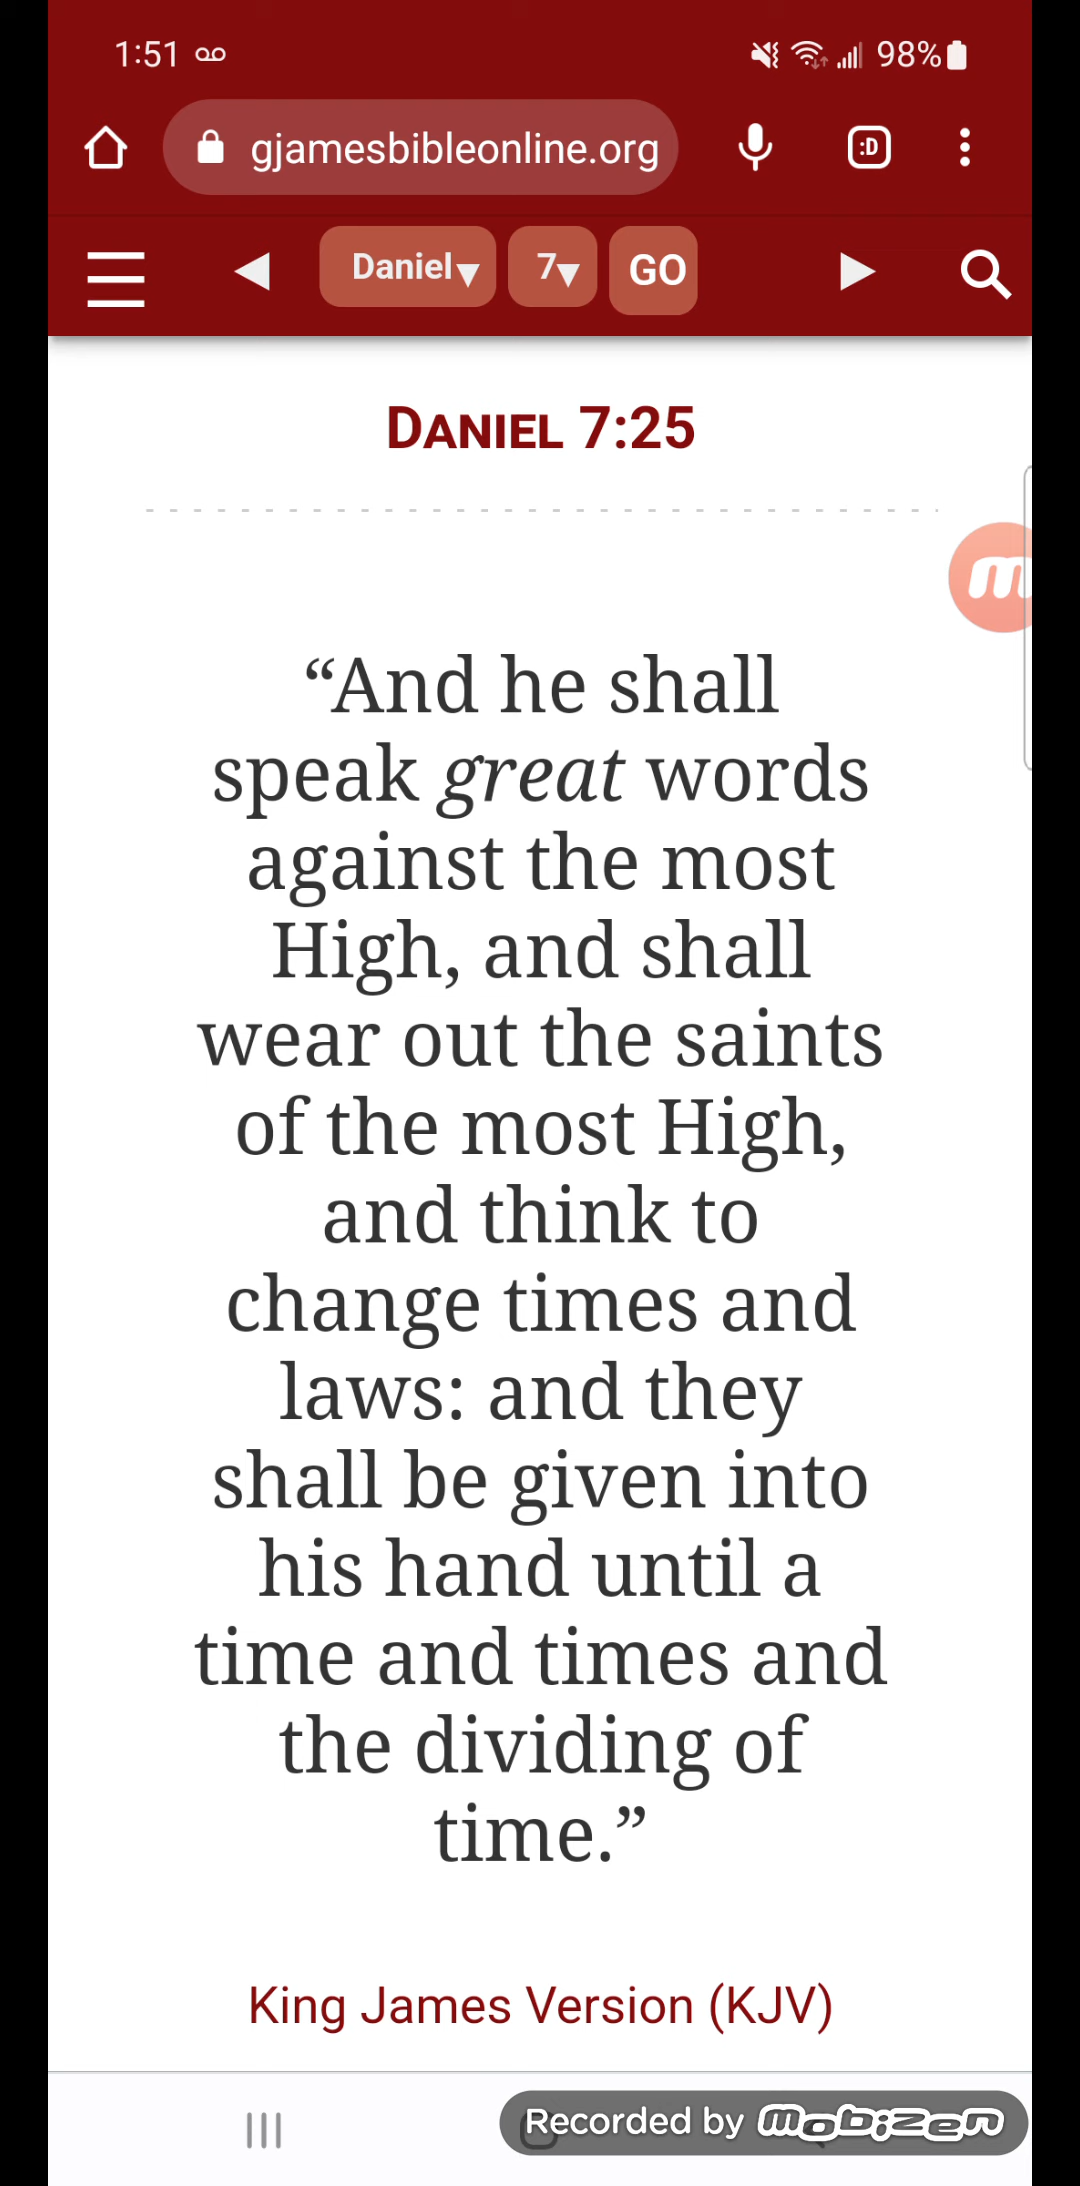 1:51 98%
gjamesbibleonline.org :D
Daniel 7 GO
DANIEL 7:25
m
“And he shall
speak great words
against the most
High, and shall
wear out the saints
of the most High,
and think to
change times and
laws: and they
shall be given into
his hand until a
time and times and
the dividing of
time.”
King James Version (KJV)
Recorded by mobizen